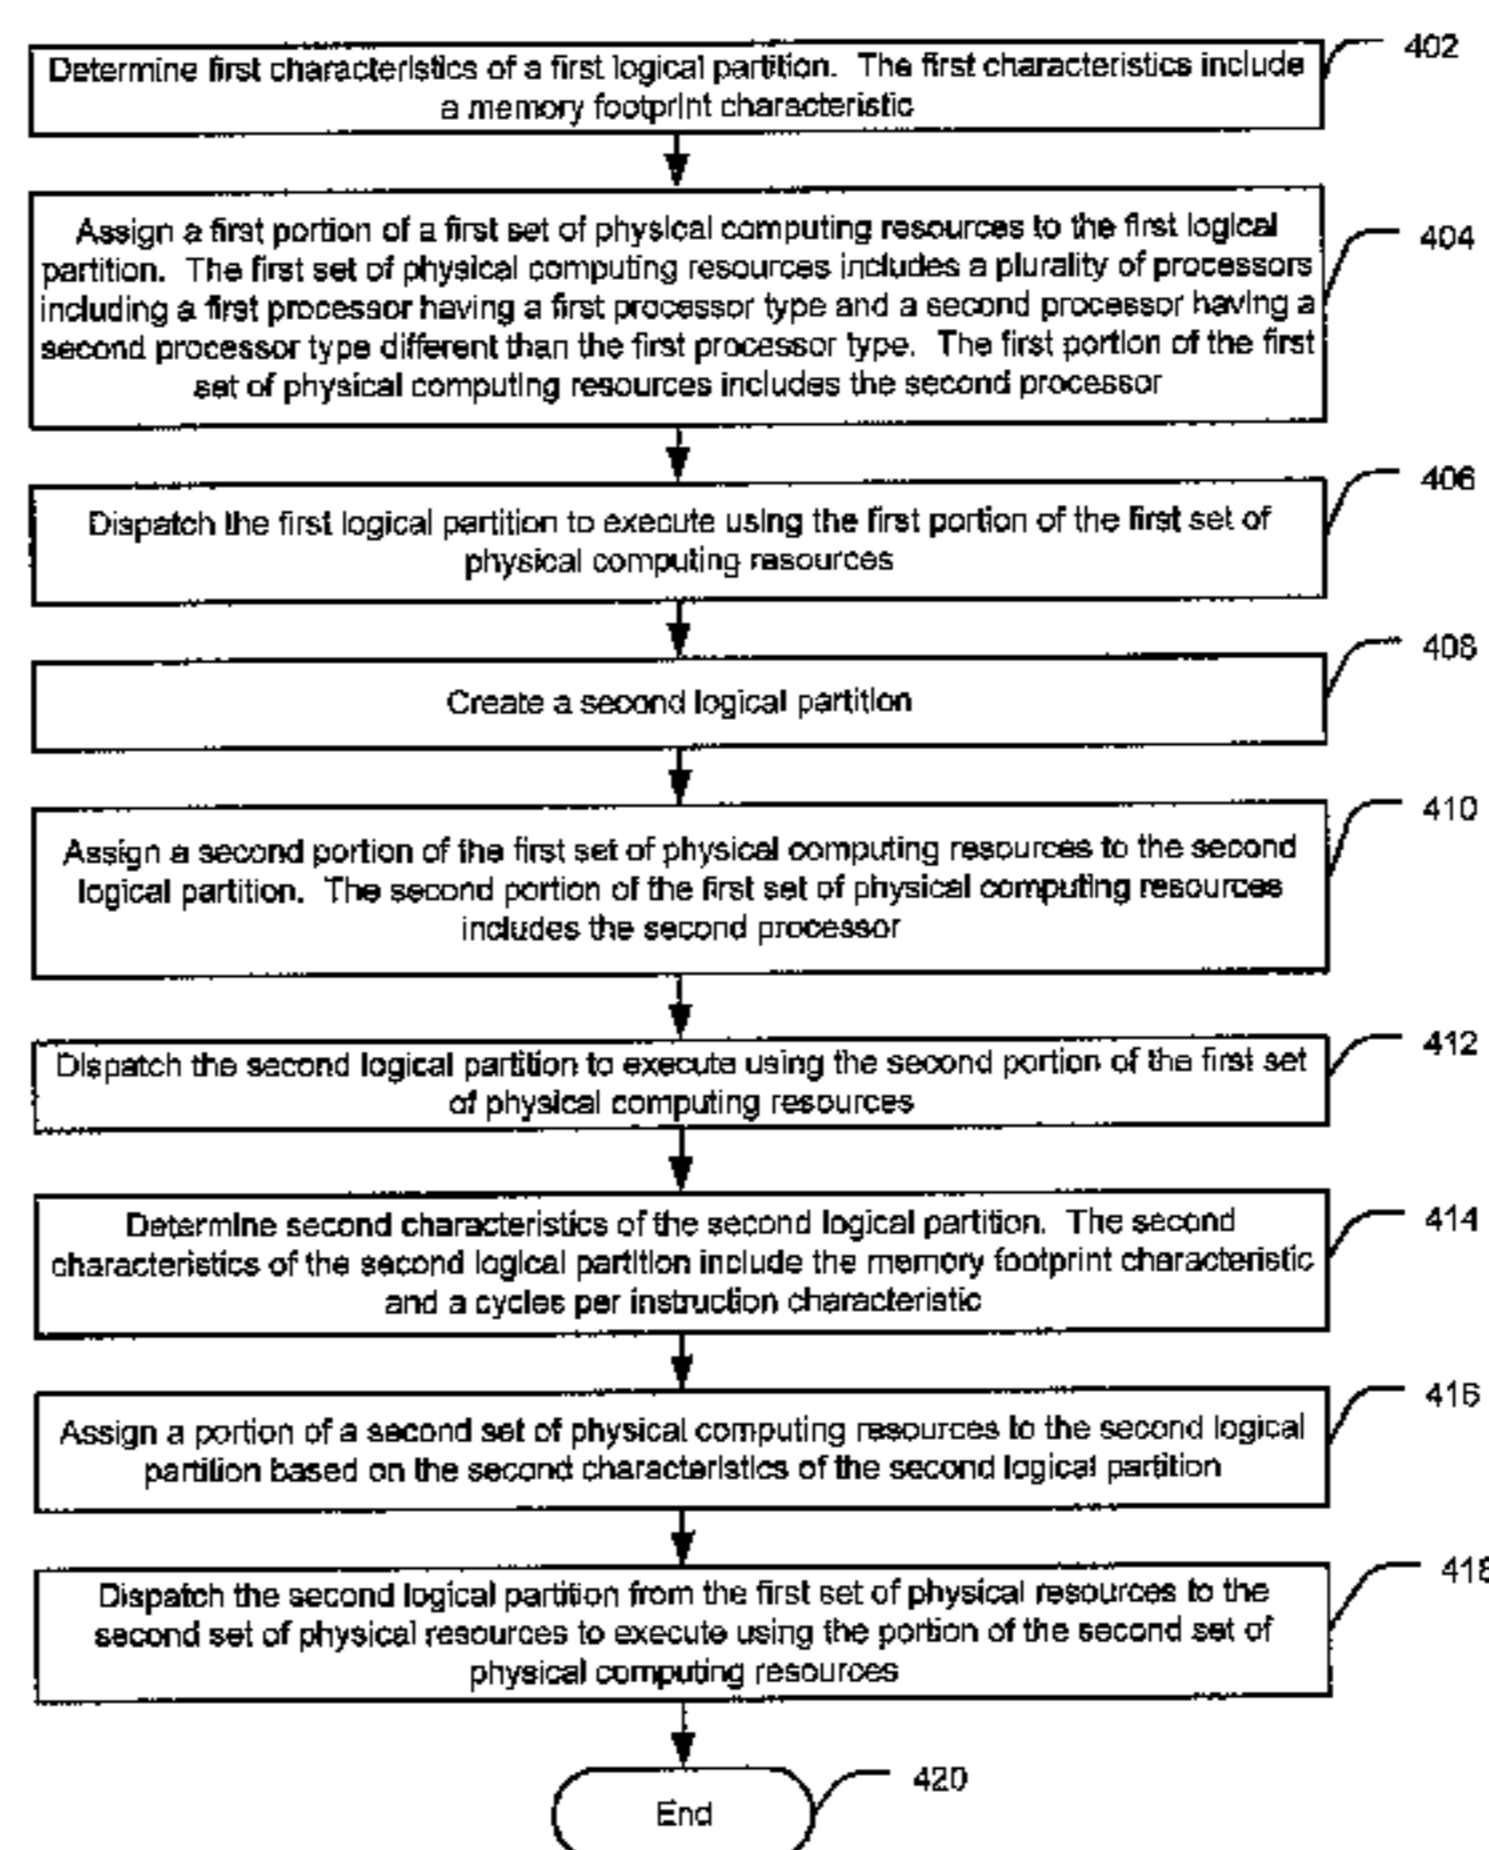 402
Determine first characteristics of a first logical partition. The first characteristics include
a memory footprint characteristic
404
Assign a first portion of a first set of physical computing resources to the first logical
partition. The first set of physical computing resources includes a plurality of processors
including a first processor having a first processor type and a second processor having a
second processor type different than the first processor type. The first portion of the first
set of physical computing resources includes the second processor
406
Dispatch the first logical partition to execute using the first portion of the first set of
physical computing resources
408
Create a second logical partition
410
Assign a second portion of the first set of physical computing resources to the second
logical partition. The second portion of the first set of physical computing resources
includes the second processor
412
Dispatch the second logical partition to execute using the second portion of the first set
of physical computing resources
414
Determine second characteristics of the second logical partition. The second
characteristics of the second logical partition include the memory footprint characteristic
and a cycles per instruction characteristic
416
Assign a portion of a second set of physical computing resources to the second logical
partition based on the second characteristics of the second logical partition
418
Dispatch the second logical partition from the first set of physical resources to the
second set of physical resources to execute using the portion of the second set of
physical computing resources
420
End